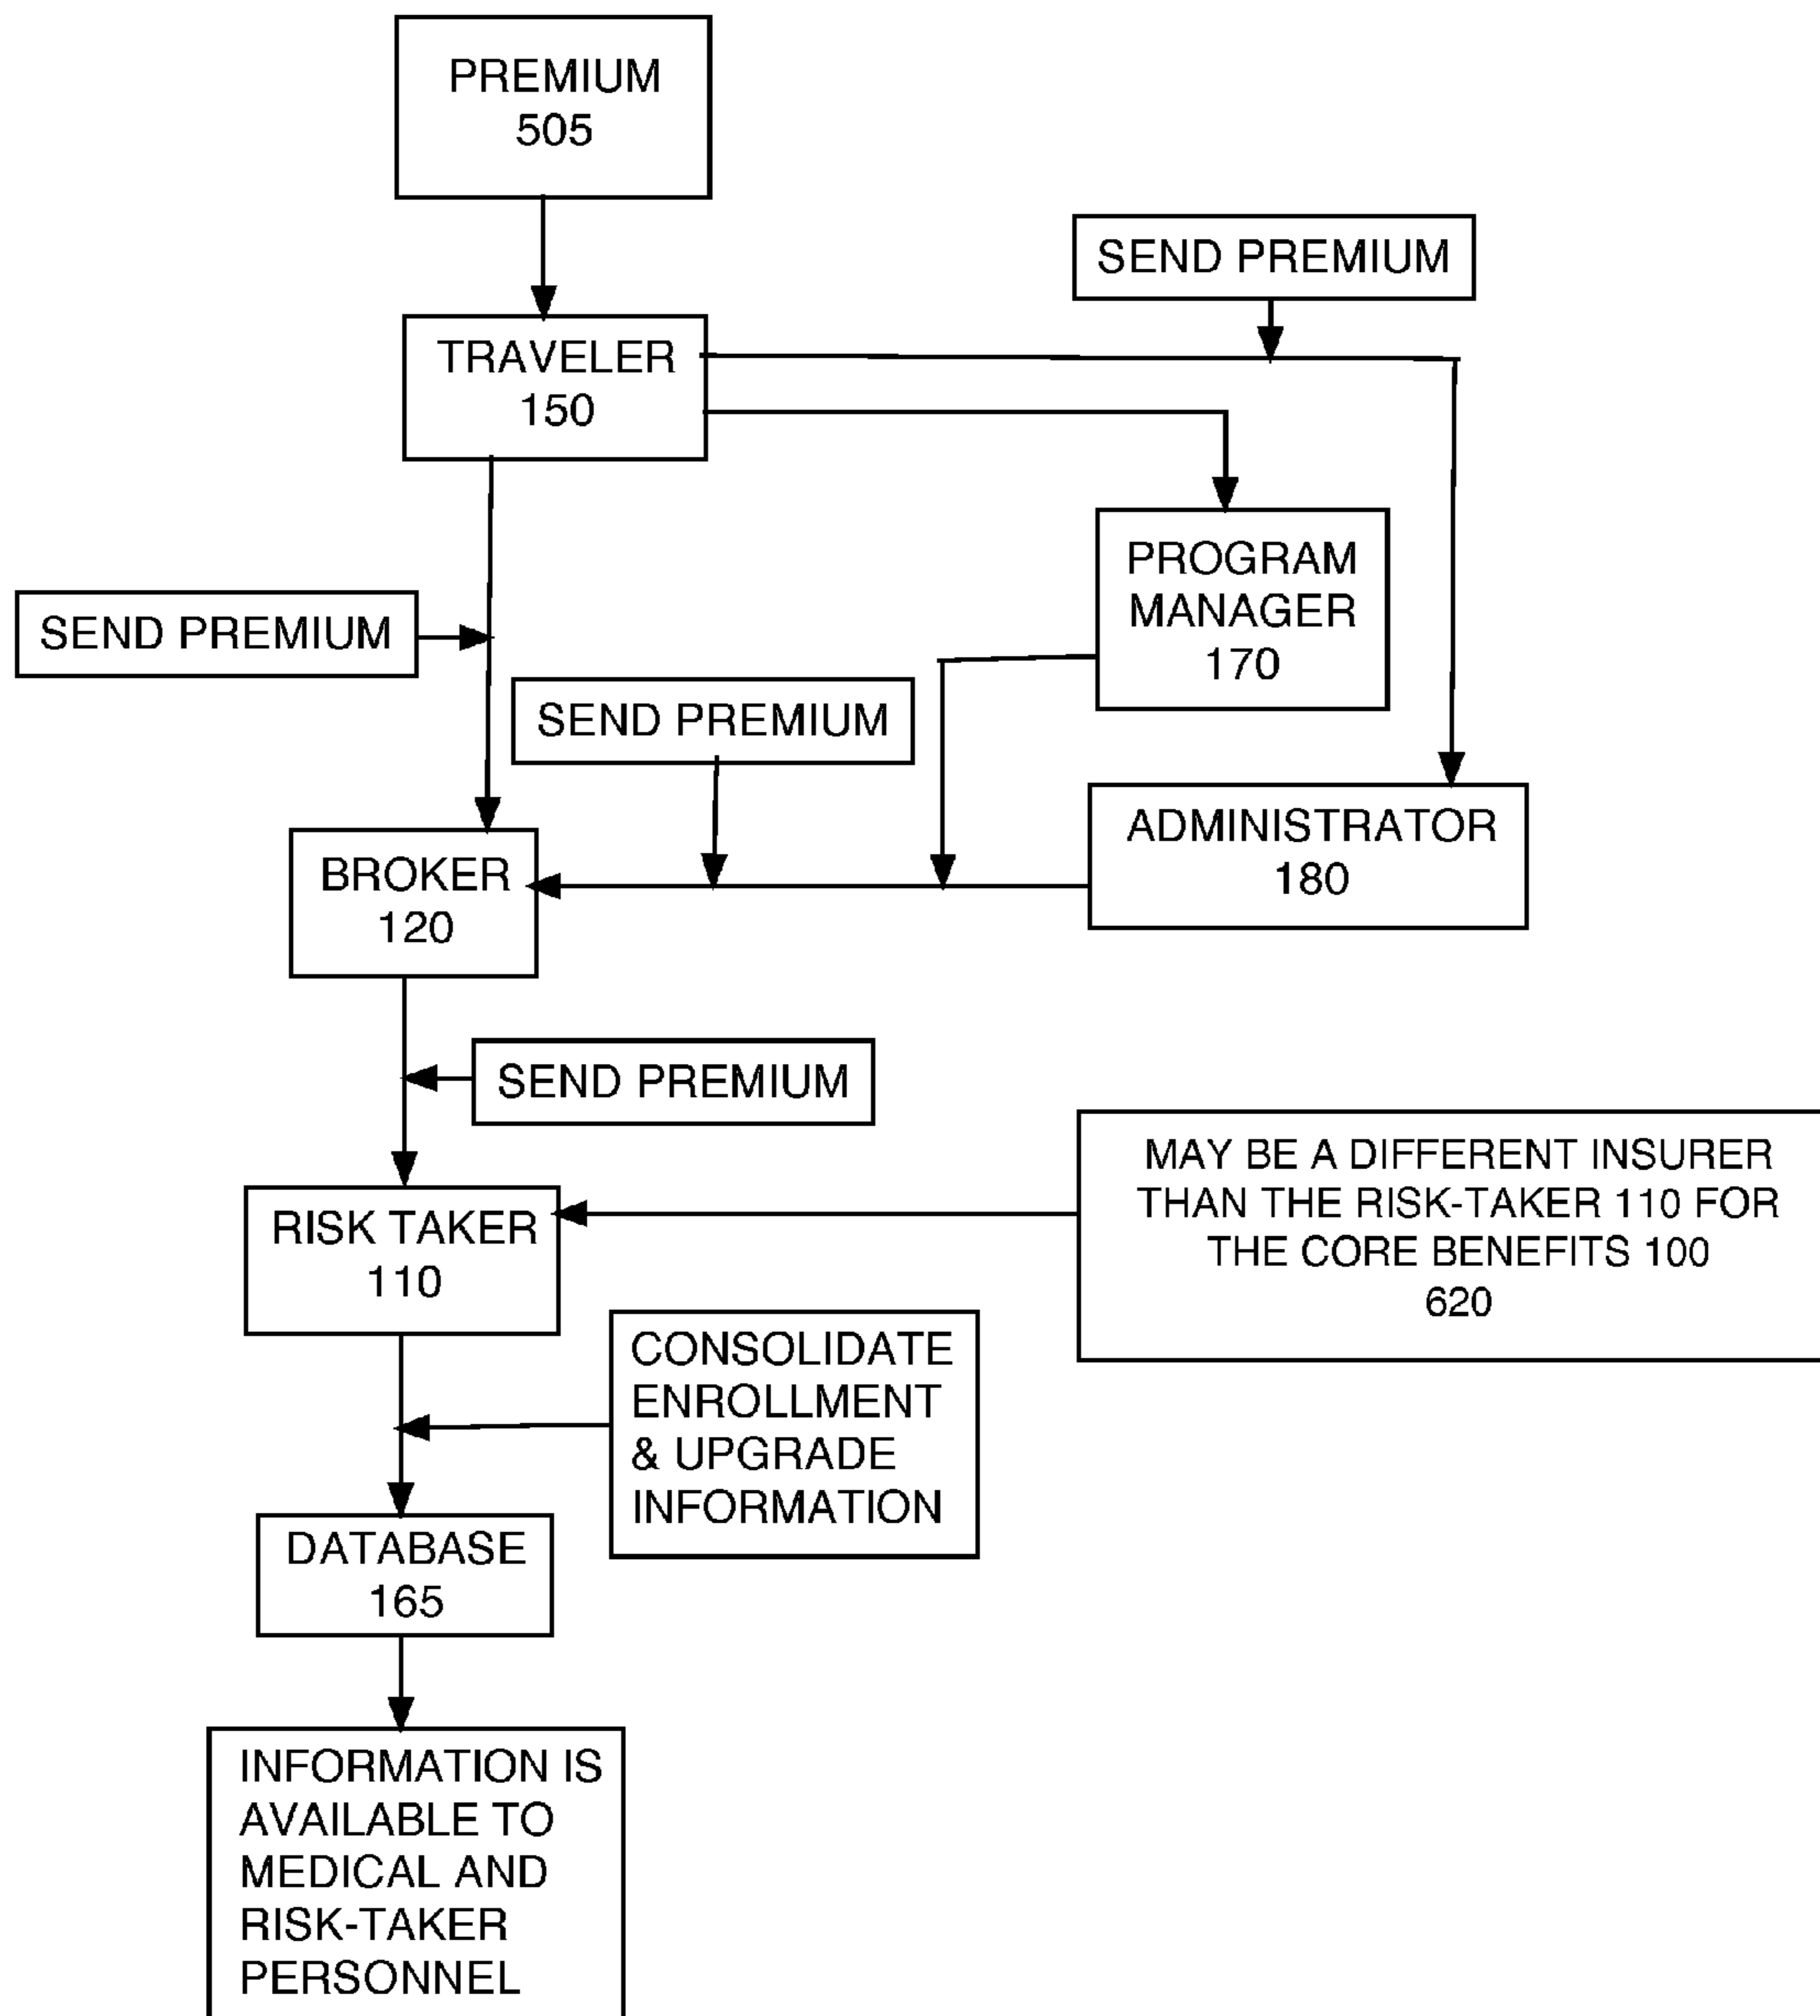 PREMIUM
505
SEND PREMIUM
TRAVELER
150
PROGRAM
MANAGER
170
SEND PREMIUM
SEND PREMIUM
ADMINISTRATOR
180
BROKER
120
SEND PREMIUM
MAY BE A DIFFERENT INSURER
THAN THE RISK-TAKER 110 FOR
THE CORE BENEFITS 100
620
RISK TAKER
110
CONSOLIDATE
ENROLLMENT
& UPGRADE
INFORMATION
DATABASE
165
INFORMATION IS
AVAILABLE TO
MEDICAL AND
RISK-TAKER
PERSONNEL